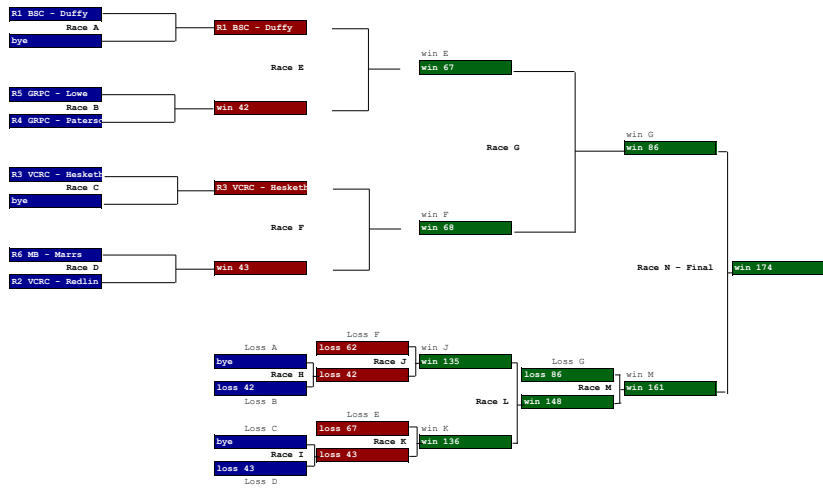 R1 BSC - Duffy
Race A
bye
R1 BSC - Duffy
Race E
R5 GRPC - Lowe
Race B
R4 GRPC - Paterso
win 42
win E
win 67
Race G
R3 VCRC - Hesketh
Race C
bye
R3 VCRC - Hesketh
Race F
R6 MB - Marrs
Race D
R2 VCRC - Redlin
win 43
win F
win 68
win G
win 86
Race N - Final
win 174
Loss A
bye
Race H
loss 42
Loss B
Loss F
loss 62
Race J
loss 42
win J
win 135
Race L
Loss G
loss 86
Race M
win 148
win M
win 161
Loss C
bye
Race I
loss 43
Loss D
Loss E
loss 67
Race K
loss 43
win K
win 136